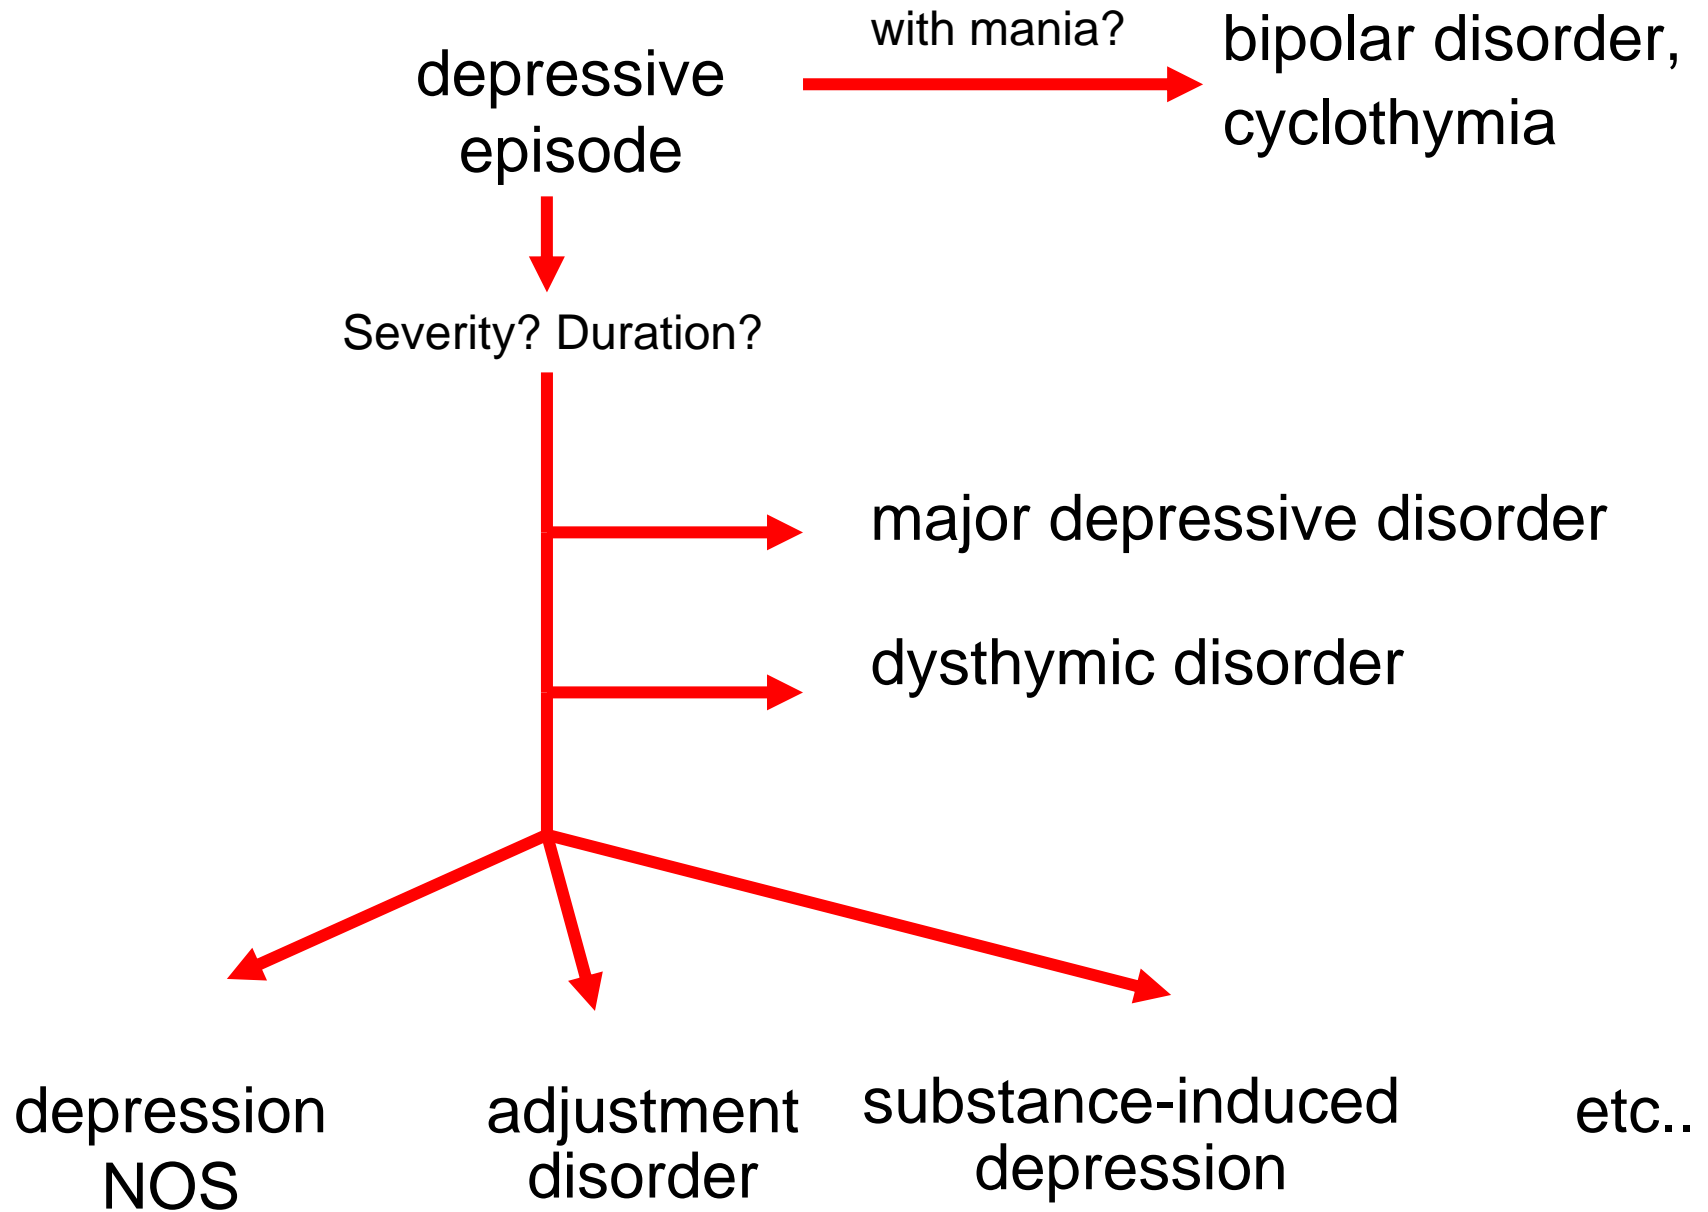 with mania?
bipolar disorder,
cyclothymia
depressive
episode
Severity? Duration?
major depressive disorder
dysthymic disorder
depression
NOS
adjustment
disorder
substance-induced
depression
etc..